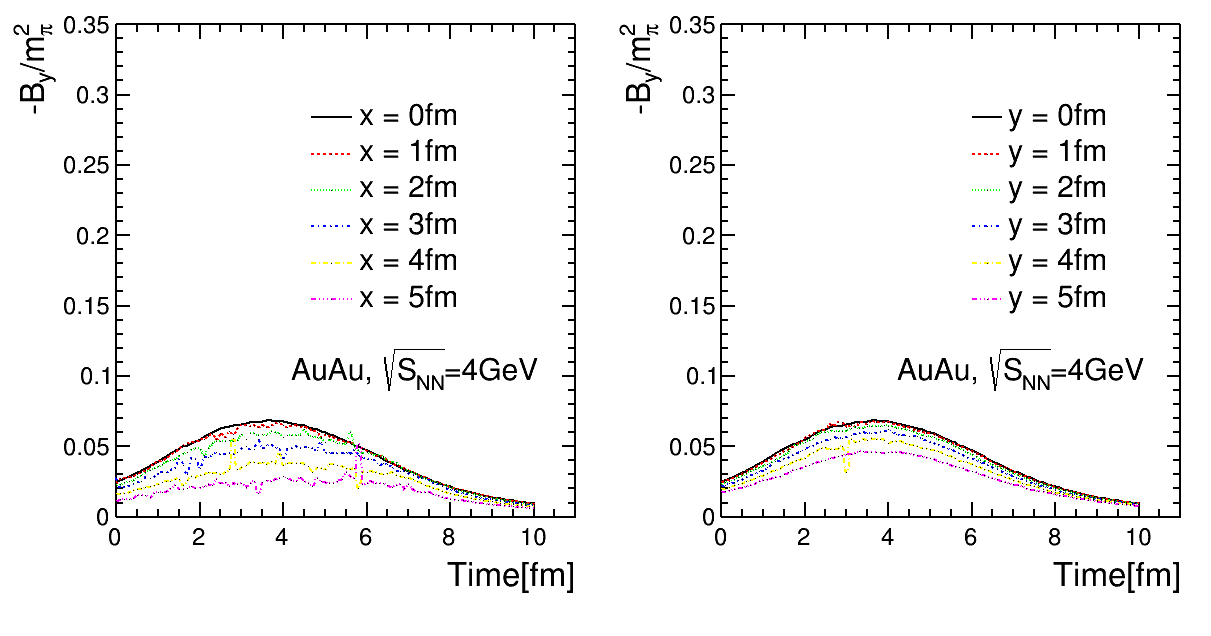 -B_y/m_π^2
0.35
0.3
0.25
0.2
0.15
0.1
0.05
0
x = 0fm
x = 1fm
x = 2fm
x = 3fm
x = 4fm
x = 5fm
AuAu, √S_NN=4GeV
0 2 4 6 8 10
Time[fm]
-B_y/m_π^2
0.35
0.3
0.25
0.2
0.15
0.1
0.05
0
y = 0fm
y = 1fm
y = 2fm
y = 3fm
y = 4fm
y = 5fm
AuAu, √S_NN=4GeV
0 2 4 6 8 10
Time[fm]